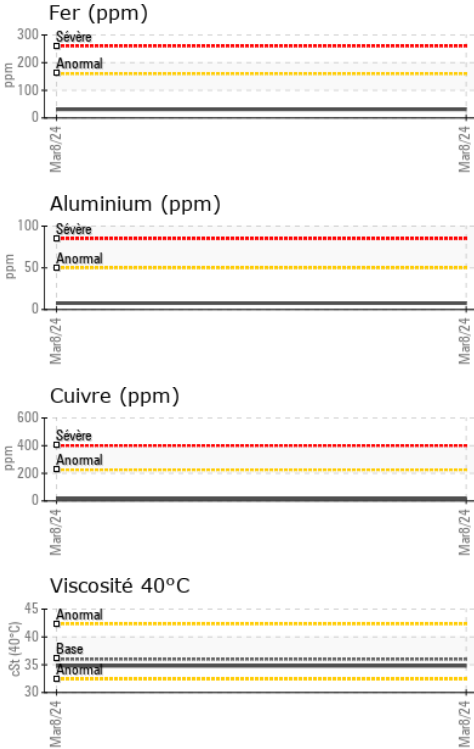 Fer (ppm)
300
Sévère
200
Anormal
ppm
100
0
Mar8/24
Mar8/24
Aluminium (ppm)
100
Sévère
ppm
50
Anormal
0
Mar8/24
Mar8/24
Cuivre (ppm)
600
Sévère
400
ppm
Anormal
200
0
Mar8/24
Mar8/24
Viscosité 40°C
45
Anormal
40
cSt (40°C)
Base
35
Anormal
30
Mar8/24
Mar8/24